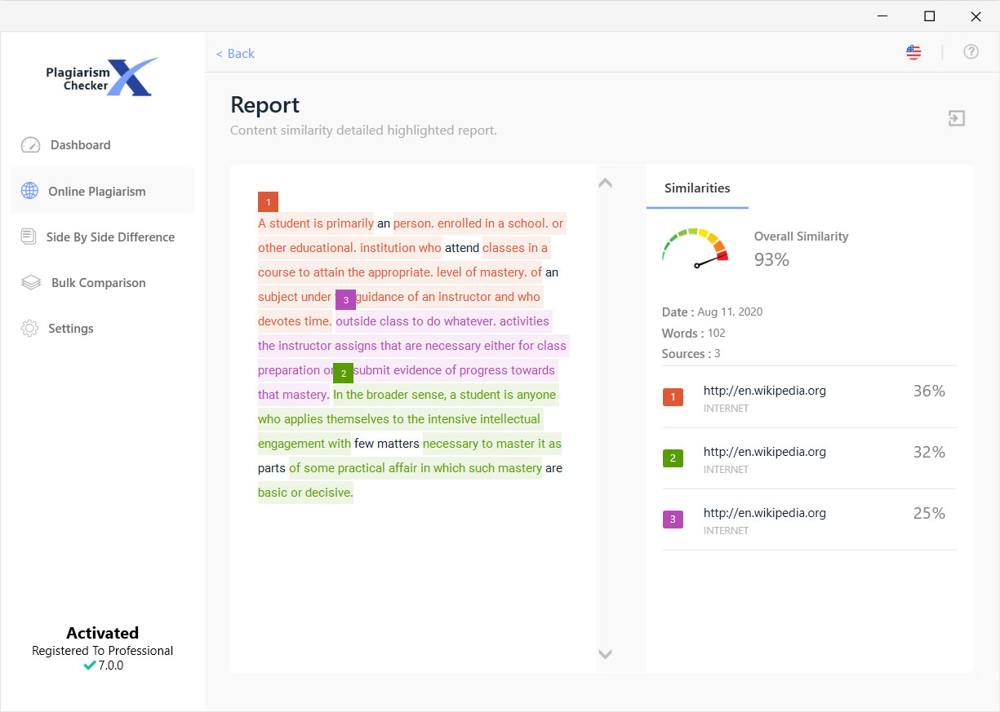 Plagiarism
Checker X
Dashboard
Online Plagiarism
Side By Side Difference
Bulk Comparison
Settings
Activated
Registered To Professional
7.0.0
< Back
?
Report
Content similarity detailed highlighted report.
1
A student is primarily an person. enrolled in a school. or
other educational. institution who attend classes in a
course to attain the appropriate. level of mastery. of an
subject under guidance of an instructor and who
3
devotes time. outside class to do whatever. activities
the instructor assigns that are necessary either for class
preparation submit evidence of progress towards
2
that mastery. In the broader sense, a student is anyone
who applies themselves to the intensive intellectual
engagement with few matters necessary to master it as
parts of some practical affair in which such mastery are
basic or decisive.
Similarities
Overall Similarity
93%
Date : Aug 11, 2020
Words : 102
Sources : 3
1 http://en.wikipedia.org 36%
INTERNET
2 http://en.wikipedia.org 32%
INTERNET
3 http://en.wikipedia.org 25%
INTERNET